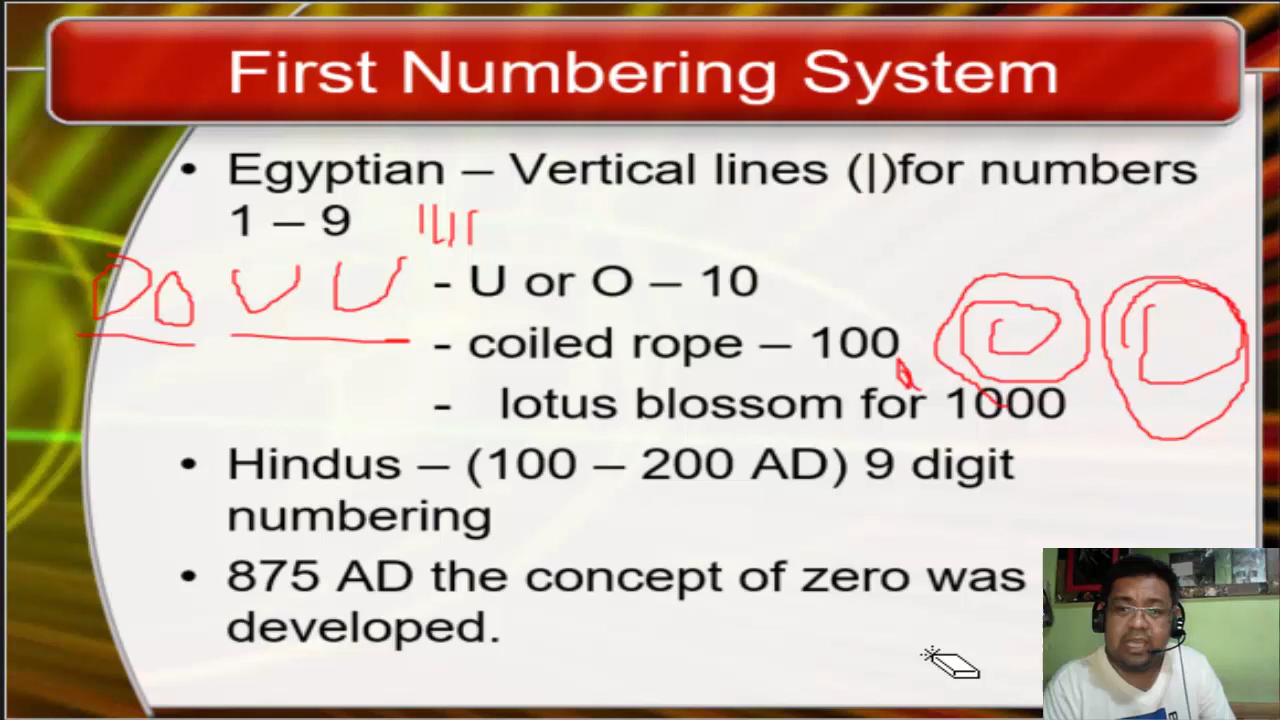 First Numbering System
• Egyptian – Vertical lines (|)for numbers
1 – 9
- U or O – 10
- coiled rope – 100
- lotus blossom for 1000
• Hindus – (100 – 200 AD) 9 digit
numbering
• 875 AD the concept of zero was
developed.